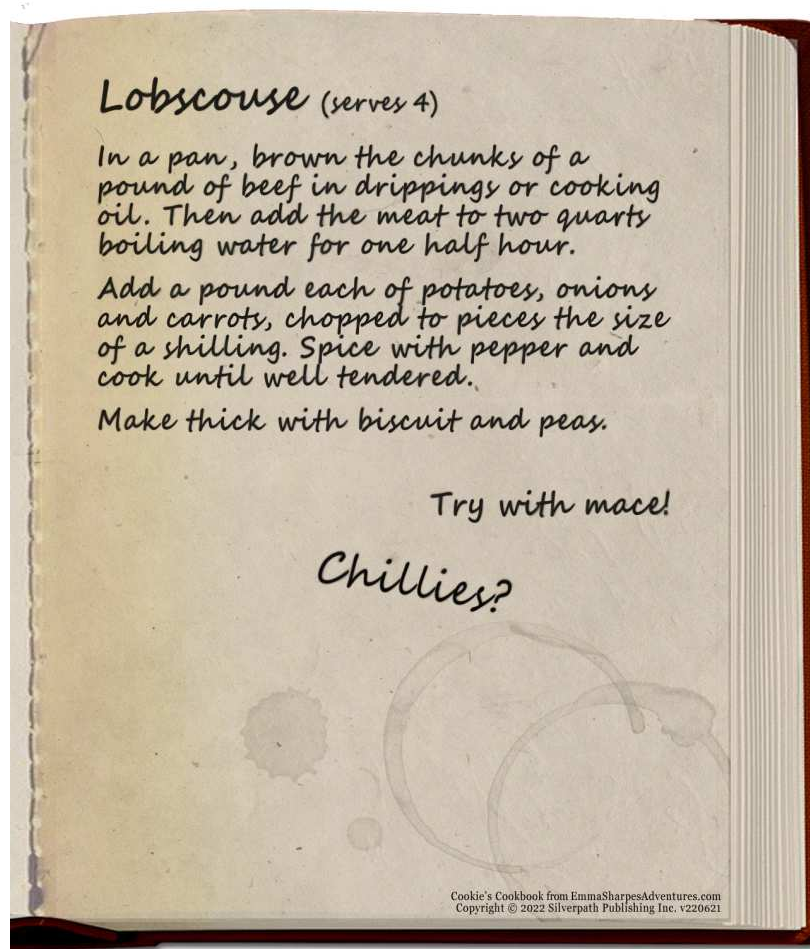 Lobscouse (serves 4)
In a pan, brown the chunks of a
pound of beef in drippings or cooking
oil. Then add the meat to two quarts
boiling water for one half hour.
Add a pound each of potatoes, onions
and carrots, chopped to pieces the size
of a shilling. Spice with pepper and
cook until well tendered.
Make thick with biscuit and peas.
Try with mace!
Chillies?
Cookie's Cookbook from EmmaSharpesAdventures.com
Copyright © 2022 Silverpath Publishing Inc. v220621